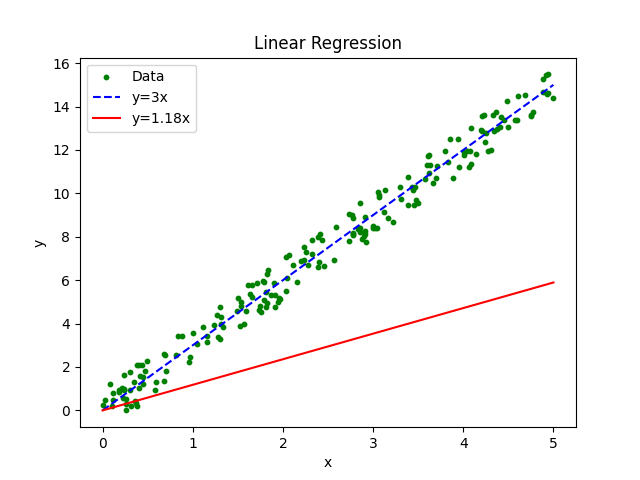 Linear Regression
Data
y=3x
y=1.18x
16
14
12
10
8
6
4
2
0
y
0 1 2 3 4 5
x